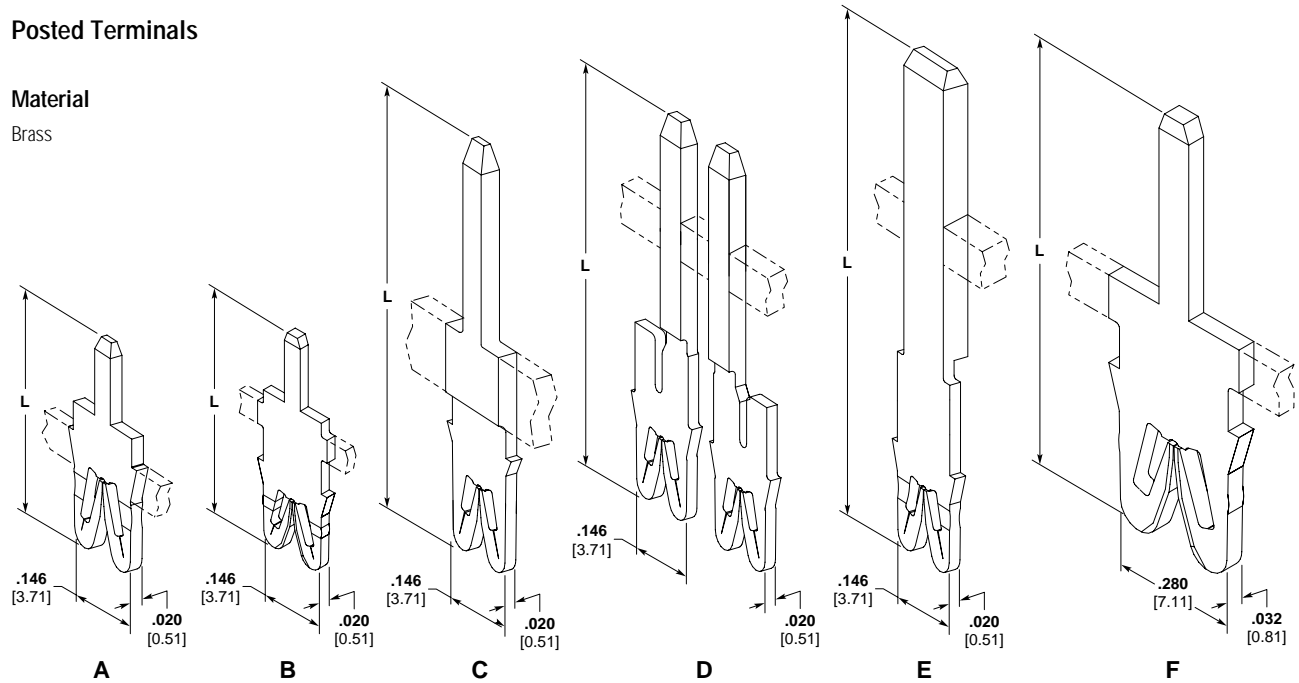 Posted Terminals
Material
Brass
L
L
L
L
L
L
.146
[3.71]
.020
[0.51]
.146
[3.71]
.020
[0.51]
.146
[3.71]
.020
[0.51]
.146
[3.71]
.020
[0.51]
.146
[3.71]
.020
[0.51]
.280
[7.11]
.032
[0.81]
A
B
C
D
E
F